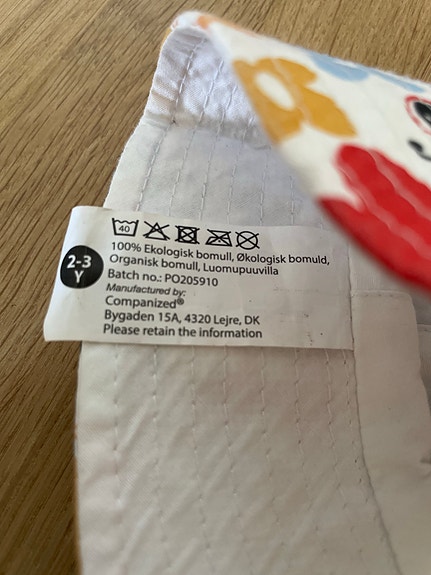 40
100% Ekologisk bomull, Økologisk bomuld,
Organisk bomull, Luomupuuvilla
2-3
Y
Batch no.: PO205910
Manufactured by:
Companized®
Bygaden 15A, 4320 Lejre, DK
Please retain the information